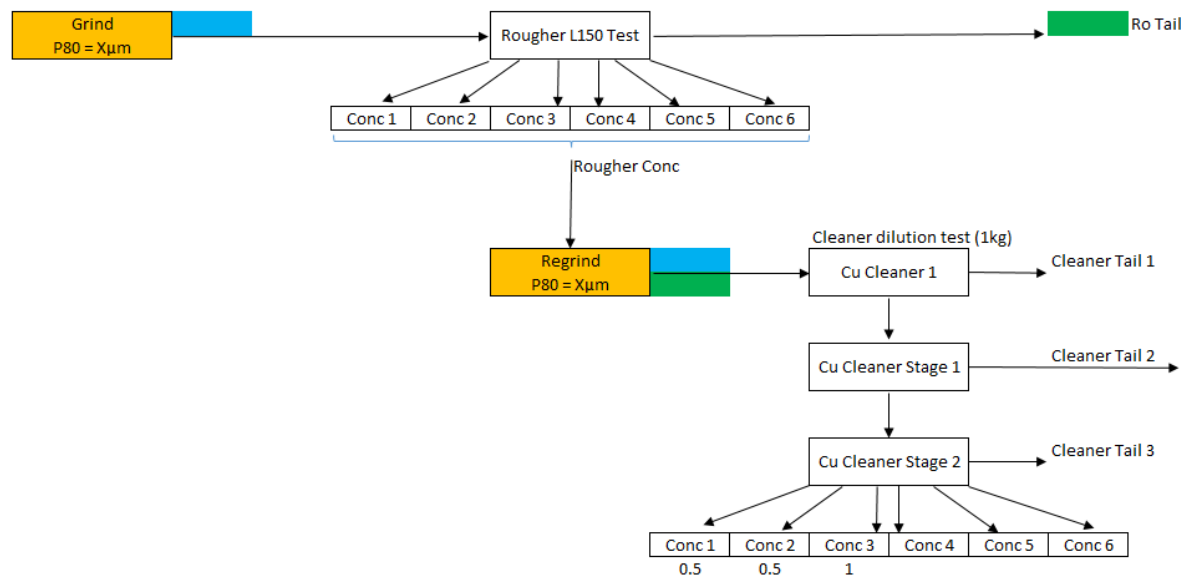 Grind
P80 = Xµm
Rougher L150 Test
Ro Tail
Conc 1 Conc 2 Conc 3 Conc 4 Conc 5 Conc 6
Rougher Conc
Cleaner dilution test (1kg)
Regrind
P80 = Xµm
Cu Cleaner 1
Cleaner Tail 1
Cu Cleaner Stage 1
Cleaner Tail 2
Cu Cleaner Stage 2
Cleaner Tail 3
Conc 1 Conc 2 Conc 3 Conc 4 Conc 5 Conc 6
0.5 0.5 1